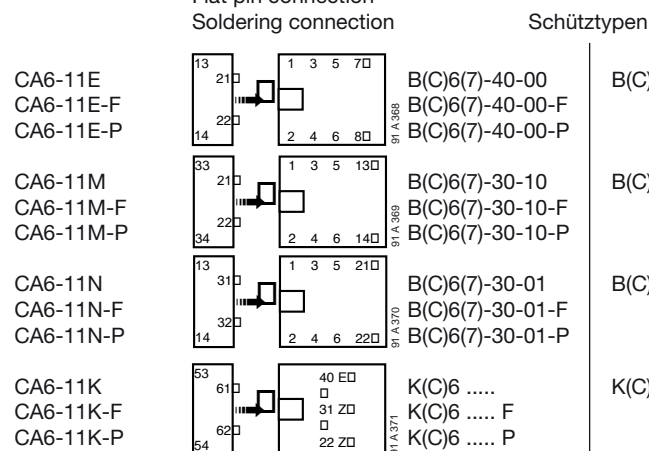 Soldering connection Schütztypen
CA6-11E
CA6-11E-F
CA6-11E-P
13 21 22 14
1 3 5 7
2 4 6 8
91 A 368
B(C)6(7)-40-00
B(C)6(7)-40-00-F
B(C)6(7)-40-00-P
B(C)
CA6-11M
CA6-11M-F
CA6-11M-P
33 21 22 34
1 3 5 13
2 4 6 14
91 A 369
B(C)6(7)-30-10
B(C)6(7)-30-10-F
B(C)6(7)-30-10-P
B(C)
CA6-11N
CA6-11N-F
CA6-11N-P
13 31 32 14
1 3 5 21
2 4 6 22
91 A 370
B(C)6(7)-30-01
B(C)6(7)-30-01-F
B(C)6(7)-30-01-P
B(C)
CA6-11K
CA6-11K-F
CA6-11K-P
53 61 62 54
40 E
31 Z
22 Z
91 A 371
K(C)6 .....
K(C)6 ..... F
K(C)6 ..... P
K(C)